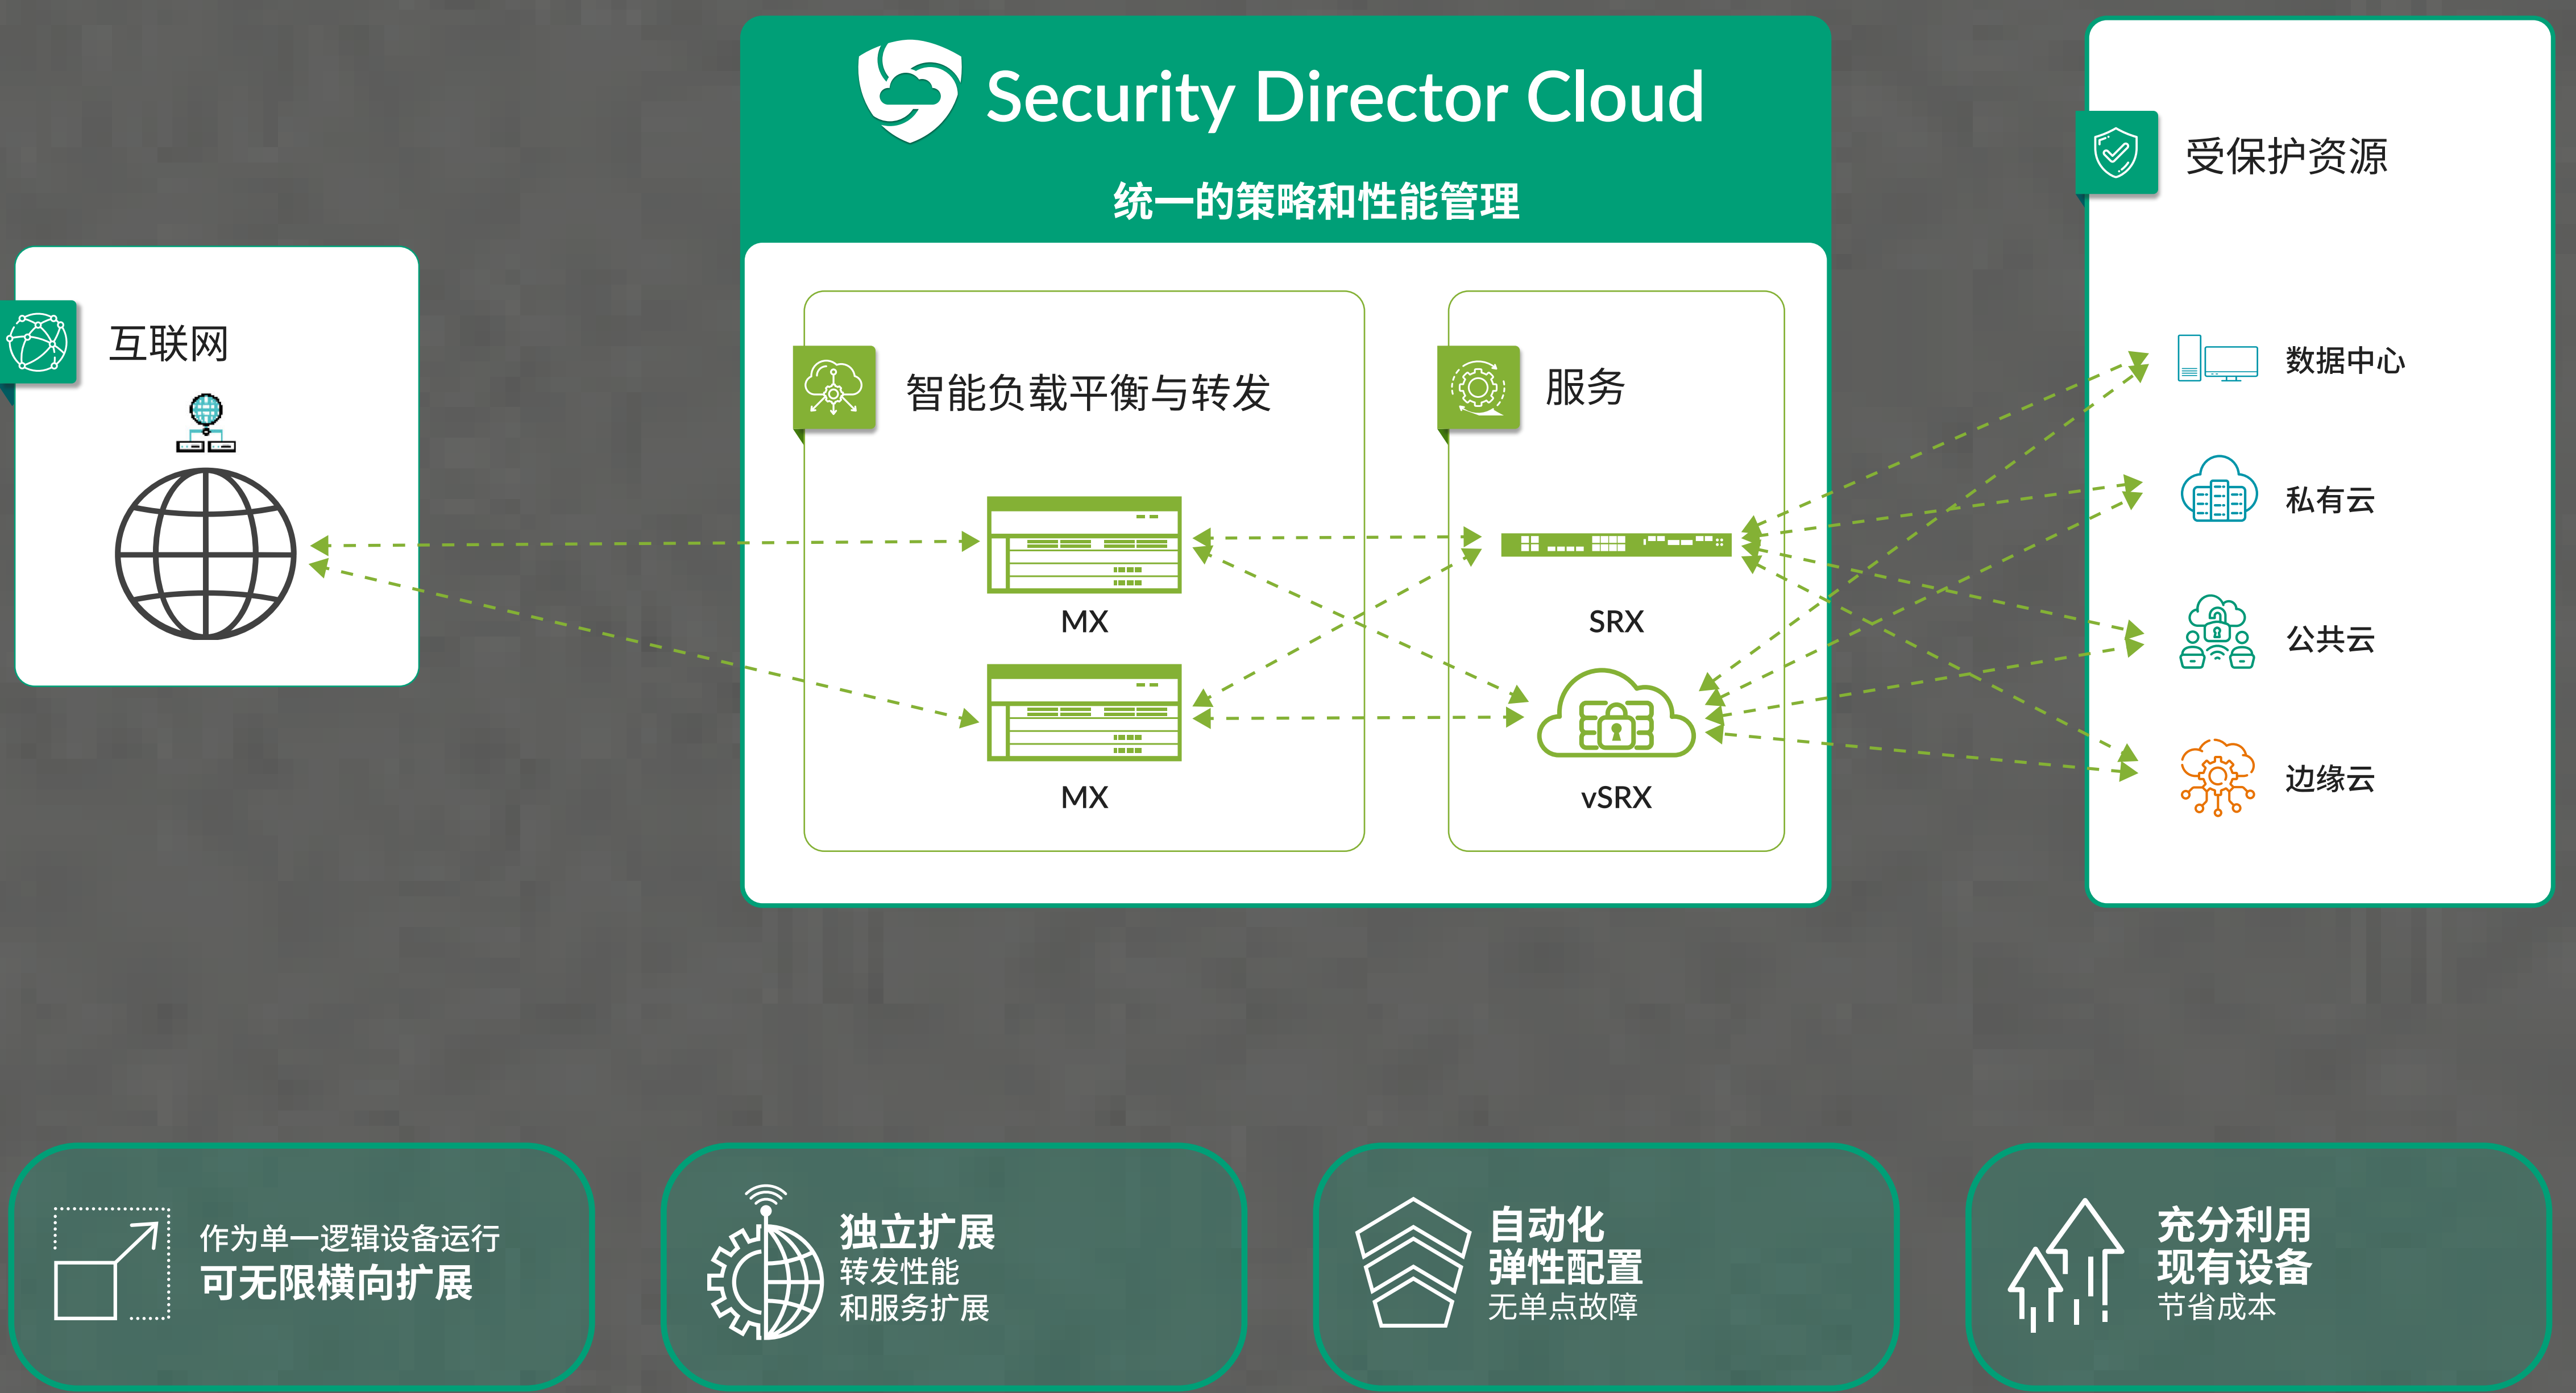 Security Director Cloud
统一的策略和性能管理
互联网
智能负载平衡与转发
MX
MX
服务
SRX
vSRX
受保护资源
数据中心
私有云
公共云
边缘云
作为单一逻辑设备运行
可无限横向扩展
独立扩展
转发性能
和服务扩展
自动化
弹性配置
无单点故障
充分利用
现有设备
节省成本